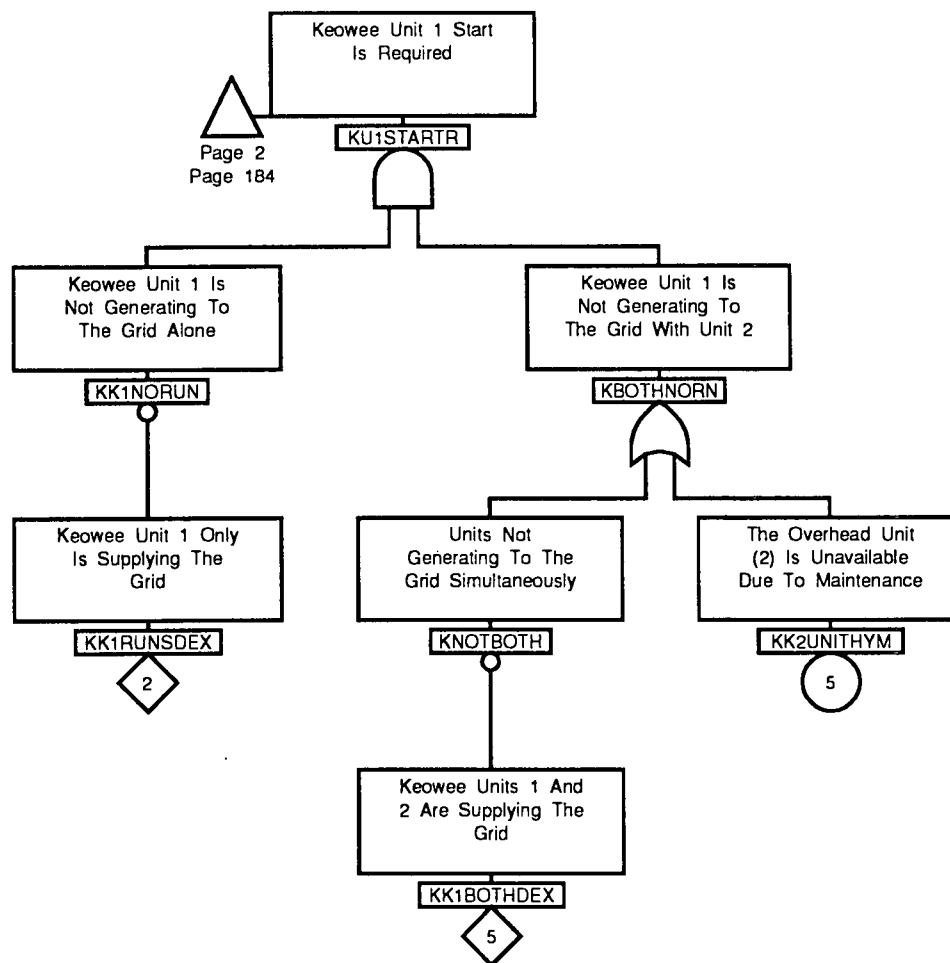 Keowee Unit 1 Start
Is Required
Page 2
Page 184
KU1STARTR
Keowee Unit 1 Is
Not Generating To
The Grid Alone
KK1NORUN
Keowee Unit 1 Is
Not Generating To
The Grid With Unit 2
KBOTHNORN
Keowee Unit 1 Only
Is Supplying The
Grid
KK1RUNSDEX
2
Units Not
Generating To The
Grid Simultaneously
KNOTBOTH
The Overhead Unit
(2) Is Unavailable
Due To Maintenance
KK2UNITHYM
5
Keowee Units 1 And
2 Are Supplying The
Grid
KK1BOTHDEX
5